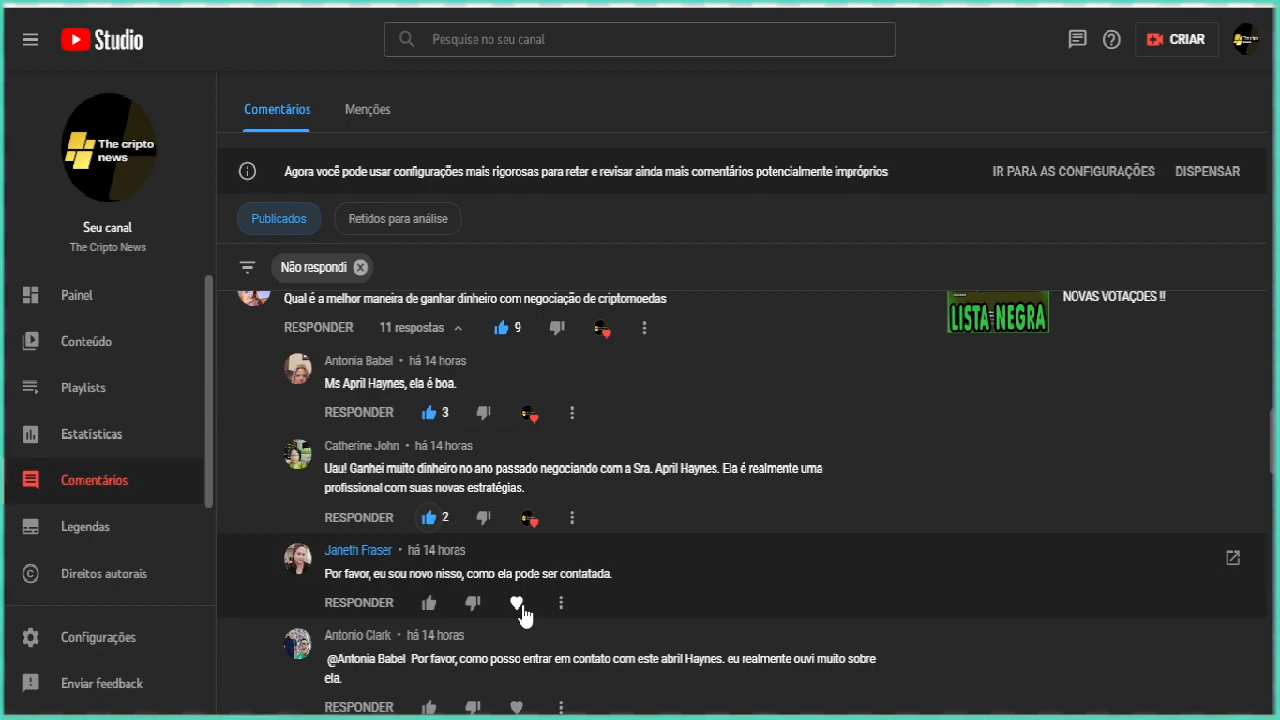 Studio
Pesquise no seu canal
CRIAR
The cripto
news
Seu canal
The Cripto News
Painel
Conteúdo
Playlists
Estatísticas
Comentários
Legendas
Direitos autorais
Configurações
Enviar feedback
Comentários
Menções
Agora você pode usar configurações mais rigorosas para reter e revisar ainda mais comentários potencialmente impróprios
IR PARA AS CONFIGURAÇÕES
DISPENSAR
Publicados
Retidos para análise
Não respondi
Qual é a melhor maneira de ganhar dinheiro com negociação de criptomoedas
RESPONDER 11 respostas 9
LISTA NEGRA
NOVAS VOTAÇOES !!
Antonia Babel • há 14 horas
Ms April Haynes, ela é boa.
RESPONDER 3
Catherine John • há 14 horas
Uau! Ganhei muito dinheiro no ano passado negociando com a Sra. April Haynes. Ela é realmente uma
profissional com suas novas estratégias.
RESPONDER 2
Janeth Fraser • há 14 horas
Por favor, eu sou novo nisso, como ela pode ser contatada.
RESPONDER
Antonio Clark • há 14 horas
@Antonia Babel Por favor, como posso entrar em contato com este abril Haynes. eu realmente ouvi muito sobre
ela.
RESPONDER